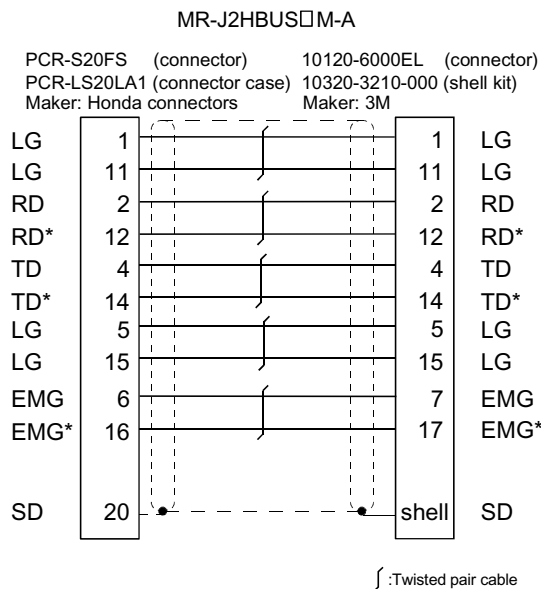 MR-J2HBUS□M-A
PCR-S20FS (connector) 10120-6000EL (connector)
PCR-LS20LA1 (connector case) 10320-3210-000 (shell kit)
Maker: Honda connectors Maker: 3M
LG 1 1 LG
LG 11 11 LG
RD 2 2 RD
RD* 12 12 RD*
TD 4 4 TD
TD* 14 14 TD*
LG 5 5 LG
LG 15 15 LG
EMG 6 7 EMG
EMG* 16 17 EMG*
SD 20 shell SD
:Twisted pair cable